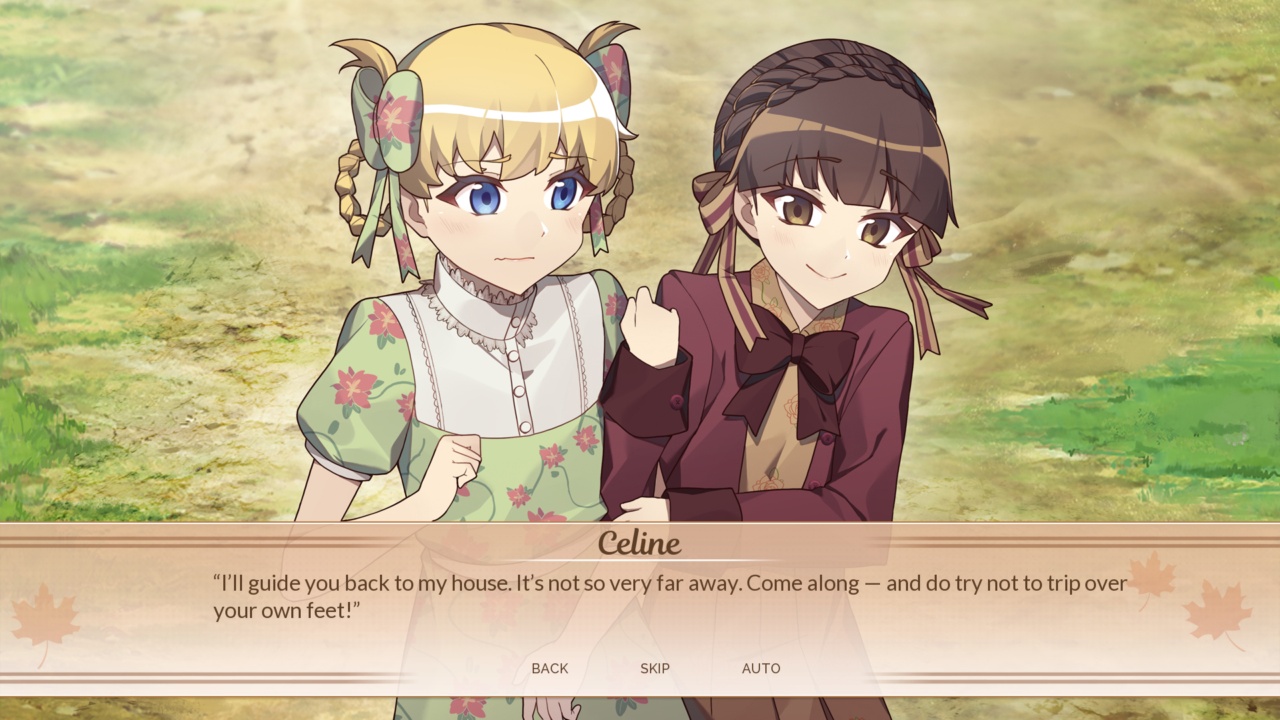 Celine
“I’ll guide you back to my house. It’s not so very far away. Come along — and do try not to trip over
your own feet!”
BACK SKIP AUTO